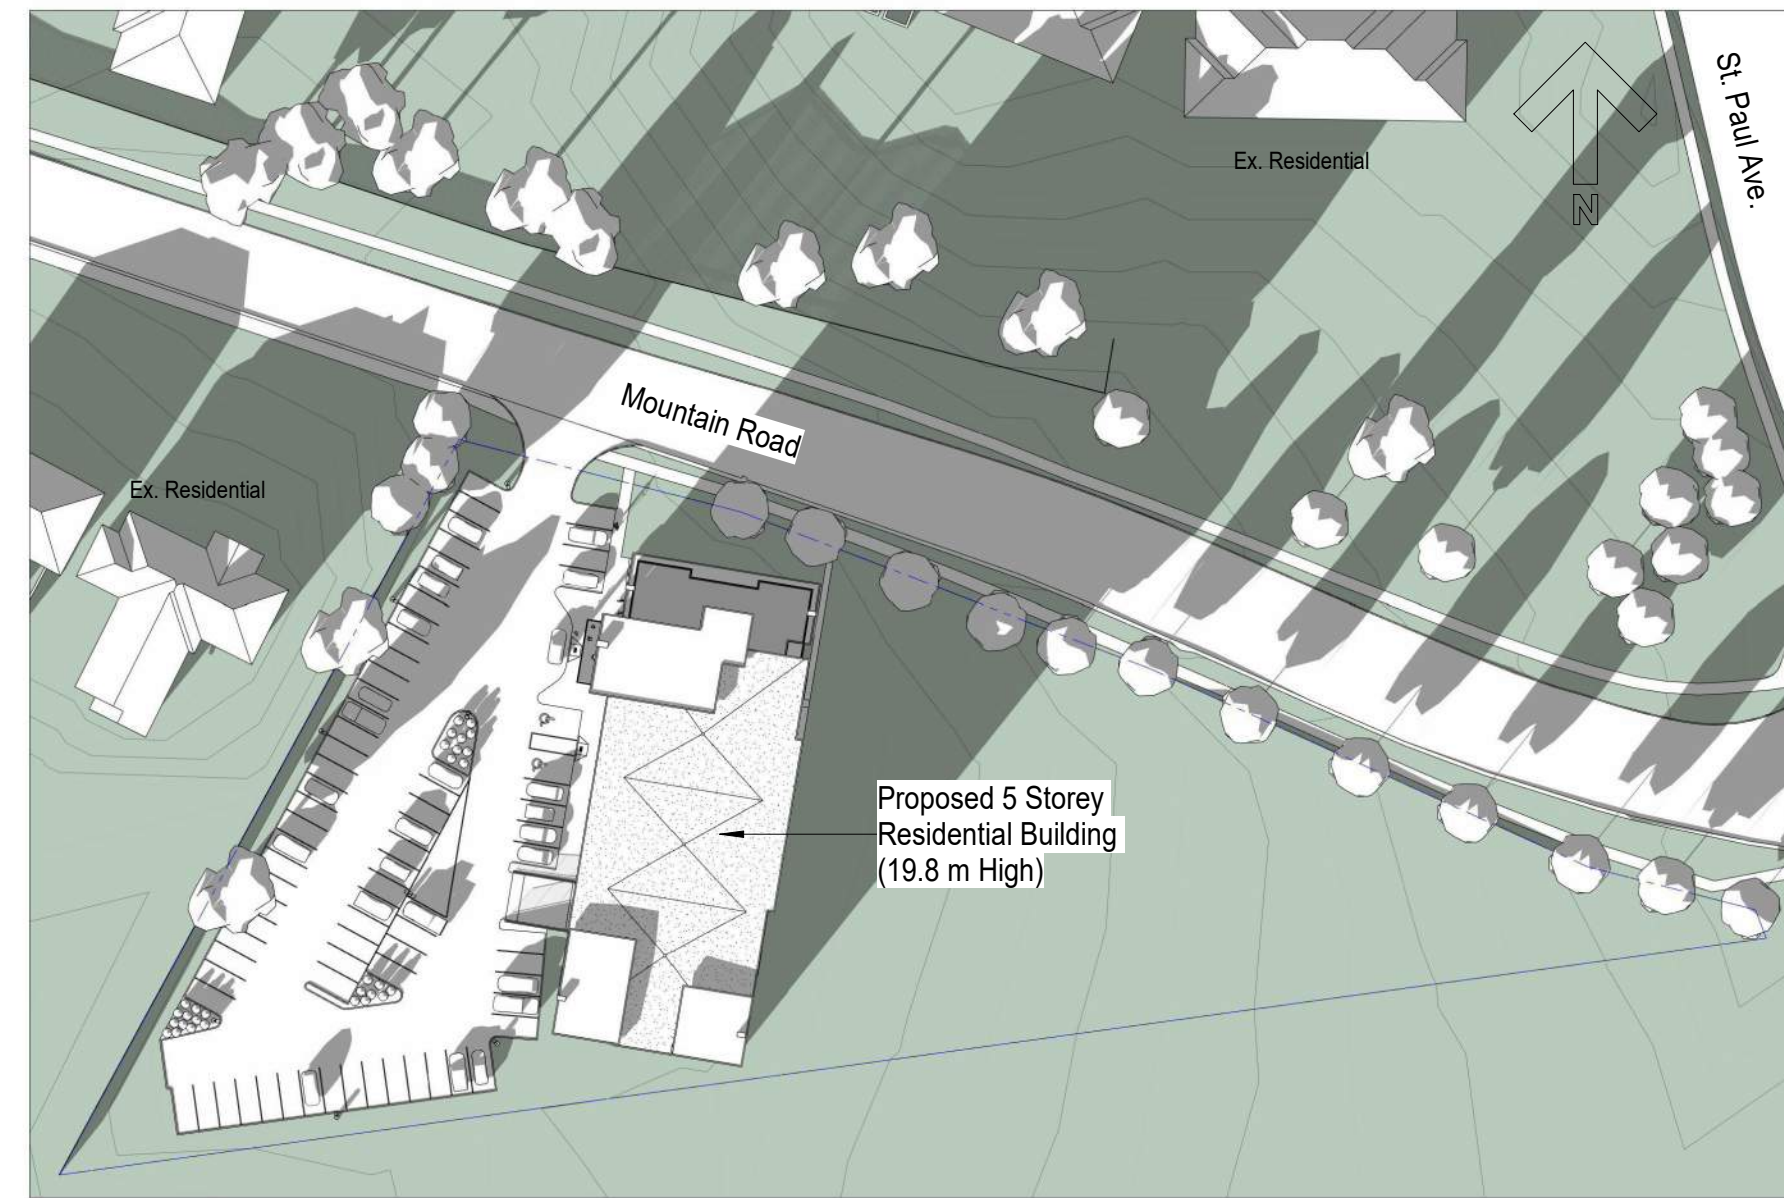 St. Paul Ave.
Ex. Residential
N
Mountain Road
Ex. Residential
Proposed 5 Storey
Residential Building
(19.8 m High)